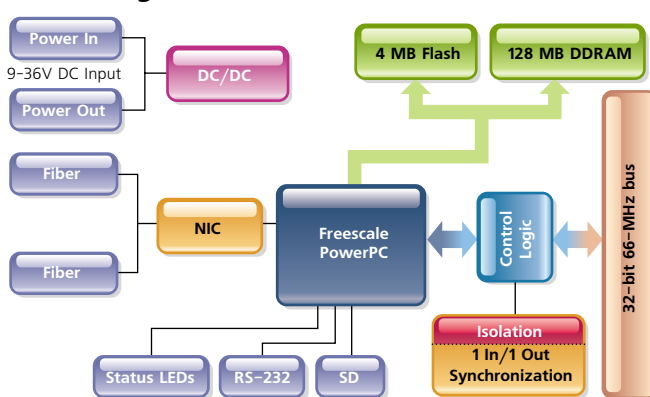 Power In
9-36V DC Input
Power Out
DC/DC
4 MB Flash
128 MB DDRAM
Fiber
Fiber
NIC
Freescale
PowerPC
Control
Logic
32-bit 66-MHz bus
Isolation
1 In/1 Out
Synchronization
Status LEDs
RS-232
SD